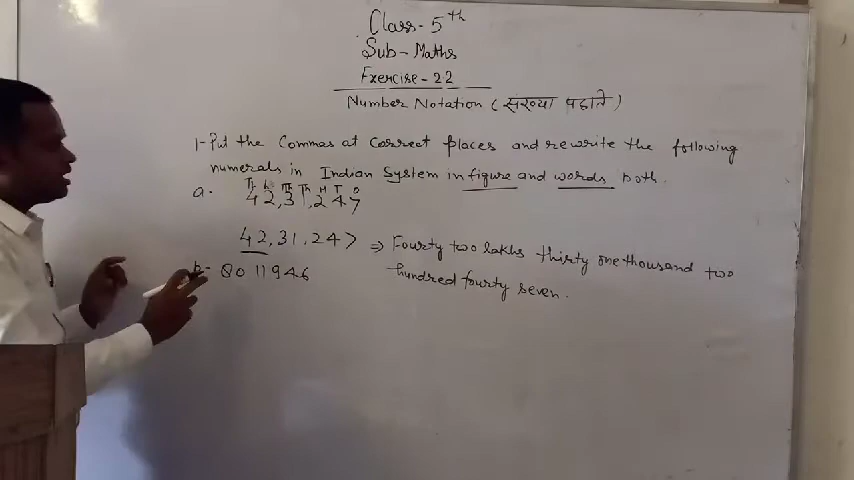 Class - 5th
Sub - Maths
Exercise - 22
Number Notation (संख्या पद्धति)
1 - Put the Commas at correct places and rewrite the following
numerals in Indian System in figure and words both.
T.L L T.Th Th H T O
a. 42,31,247
42,31,247 ⇒ Fourty two lakhs thirty one thousand two
hundred fourty seven.
b - 8011946